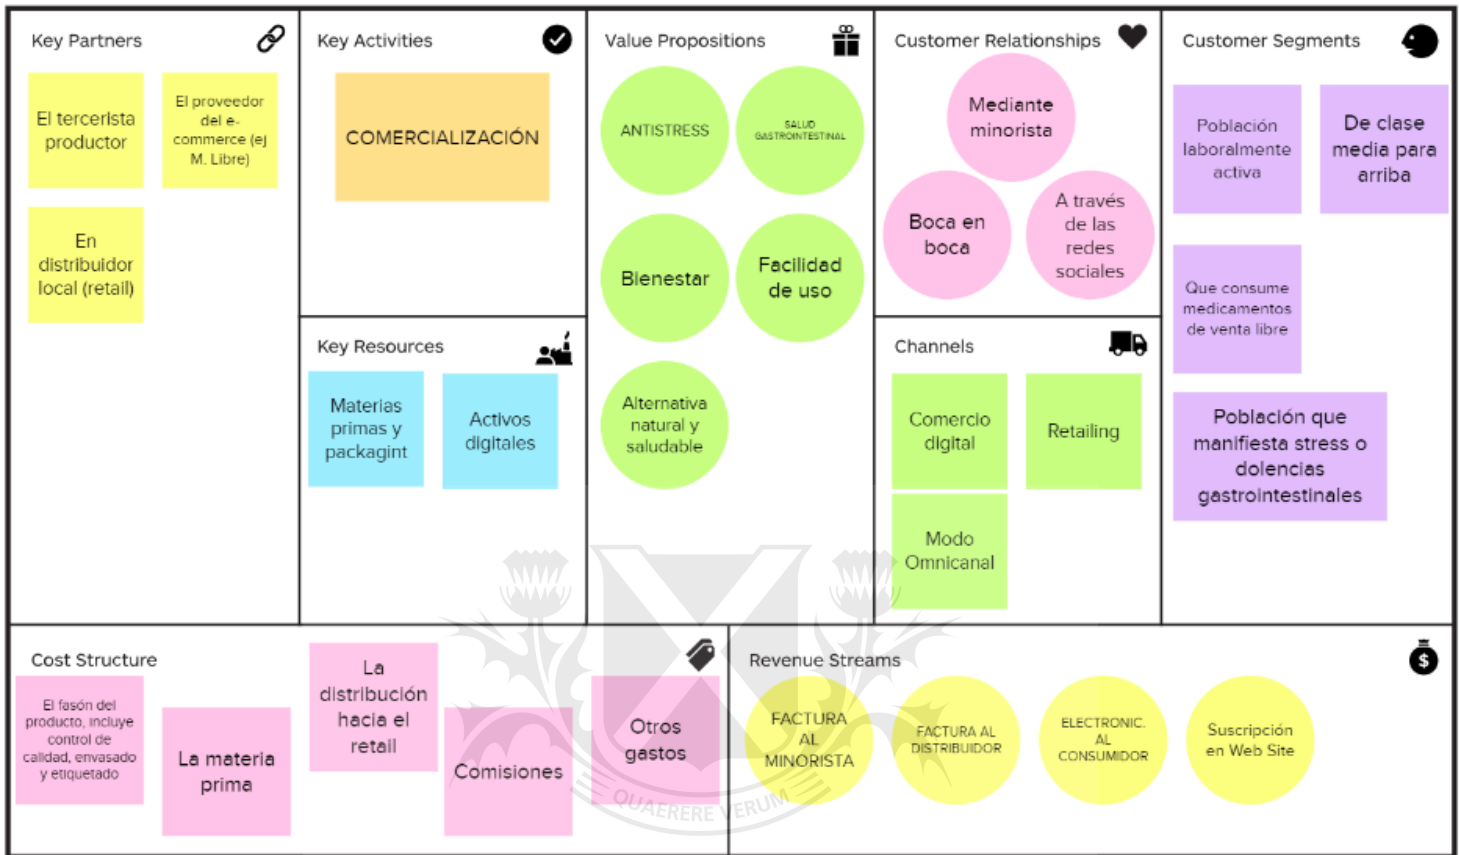 Key Partners
El tercerista
productor
El proveedor
del e-
commerce (ej
M. Libre)
En
distribuidor
local (retail)
Key Activities
COMERCIALIZACIÓN
Key Resources
Materias
primas y
packagint
Activos
digitales
Value Propositions
ANTISTRESS
SALUD
GASTROINTESTINAL
Bienestar
Facilidad
de uso
Alternativa
natural y
saludable
Customer Relationships
Mediante
minorista
Boca en
boca
A través
de las
redes
sociales
Channels
Comercio
digital
Retailing
Modo
Omnicanal
Customer Segments
Población
laboralmente
activa
De clase
media para
arriba
Que consume
medicamentos
de venta libre
Población que
manifiesta stress o
dolencias
gastrointestinales
Cost Structure
El fasón del
producto, incluye
control de
calidad, envasado
y etiquetado
La materia
prima
La
distribución
hacia el
retail
Comisiones
Otros
gastos
Revenue Streams
$
FACTURA
AL
MINORISTA
FACTURA AL
DISTRIBUIDOR
ELECTRONIC.
AL
CONSUMIDOR
Suscripción
en Web Site
QUAERERE VERUM